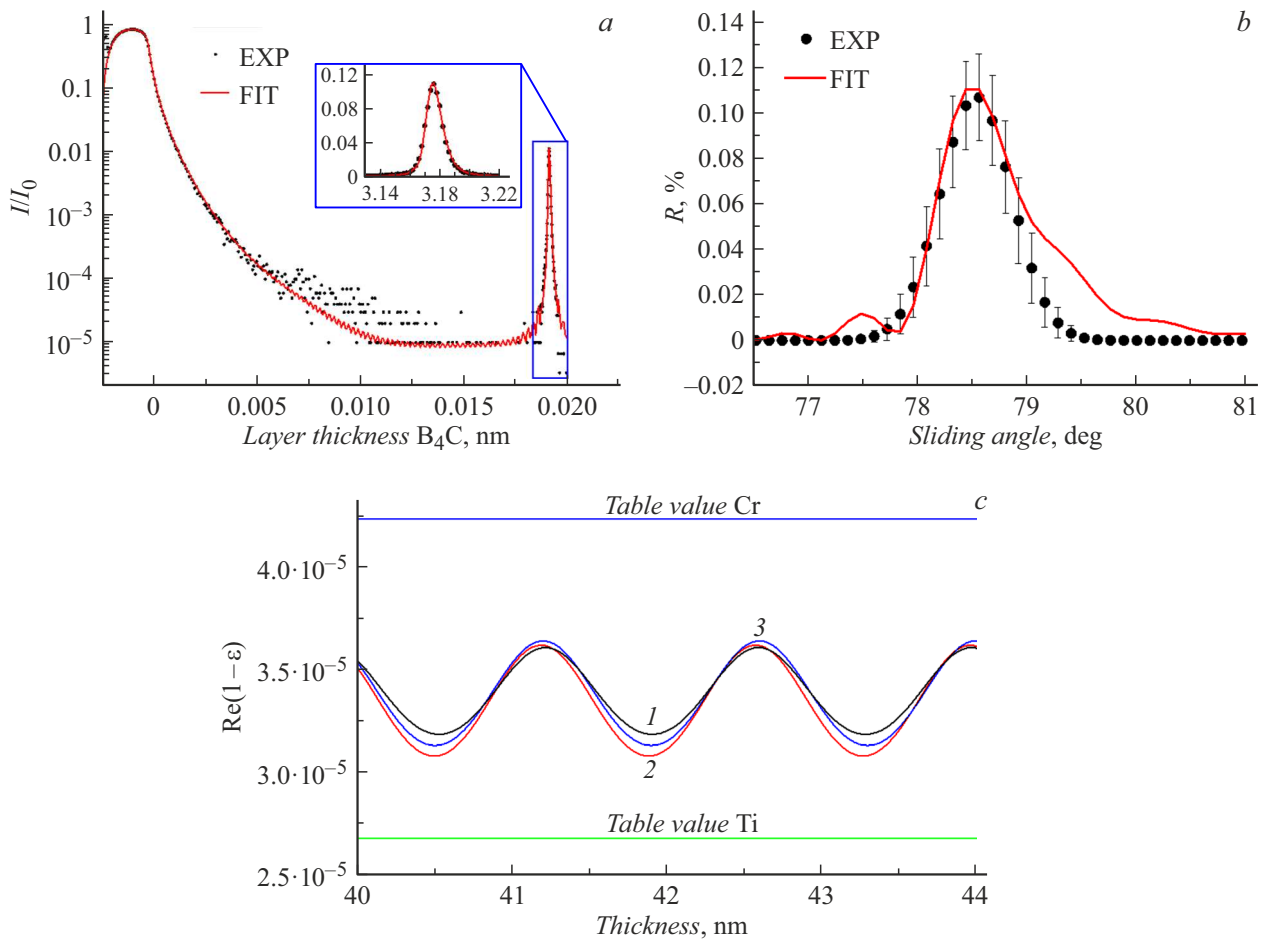 a
1
0.1
0.01
10⁻³
10⁻⁴
10⁻⁵
I/I₀
EXP
FIT
0.12
0.08
0.04
0
3.14 3.18 3.22
0 0.005 0.010 0.015 0.020
Layer thickness B₄C, nm
b
0.14
0.12
0.10
0.08
0.06
0.04
0.02
0
−0.02
R, %
EXP
FIT
77 78 79 80 81
Sliding angle, deg
c
Table value Cr
4.0·10⁻⁵
3.5·10⁻⁵
3.0·10⁻⁵
2.5·10⁻⁵
Re(1−ε)
3
1
2
Table value Ti
40 41 42 43 44
Thickness, nm